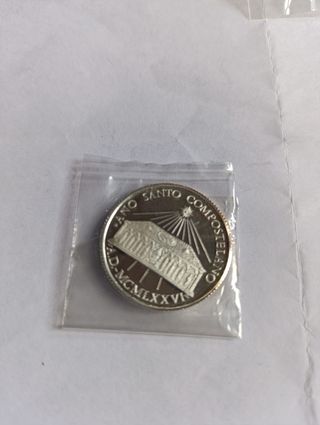 AÑO SANTO COMPOSTELANO
A.D. MCMLXXVI